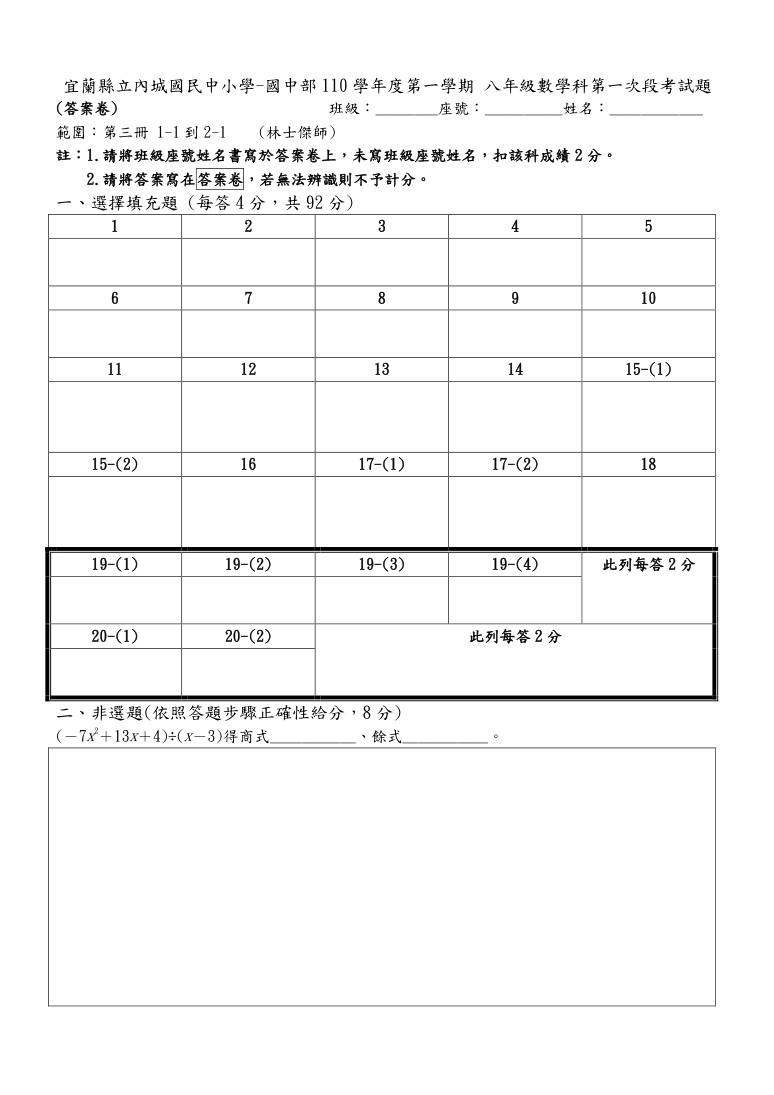 宜蘭縣立內城國民中小學-國中部 110 學年度第一學期 八年級數學科第一次段考試題
(答案卷) 班級：________座號：__________姓名：____________
範圍：第三冊 1-1 到 2-1 （林士傑師）
註：1.請將班級座號姓名書寫於答案卷上，未寫班級座號姓名，扣該科成績 2 分。
2.請將答案寫在答案卷，若無法辨識則不予計分。
一、選擇填充題（每答 4 分，共 92 分）
1 2 3 4 5
6 7 8 9 10
11 12 13 14 15-(1)
15-(2) 16 17-(1) 17-(2) 18
19-(1) 19-(2) 19-(3) 19-(4) 此列每答 2 分
20-(1) 20-(2) 此列每答 2 分
二、非選題(依照答題步驟正確性給分，8 分)
(－7x²＋13x＋4)÷(x－3)得商式___________、餘式___________。